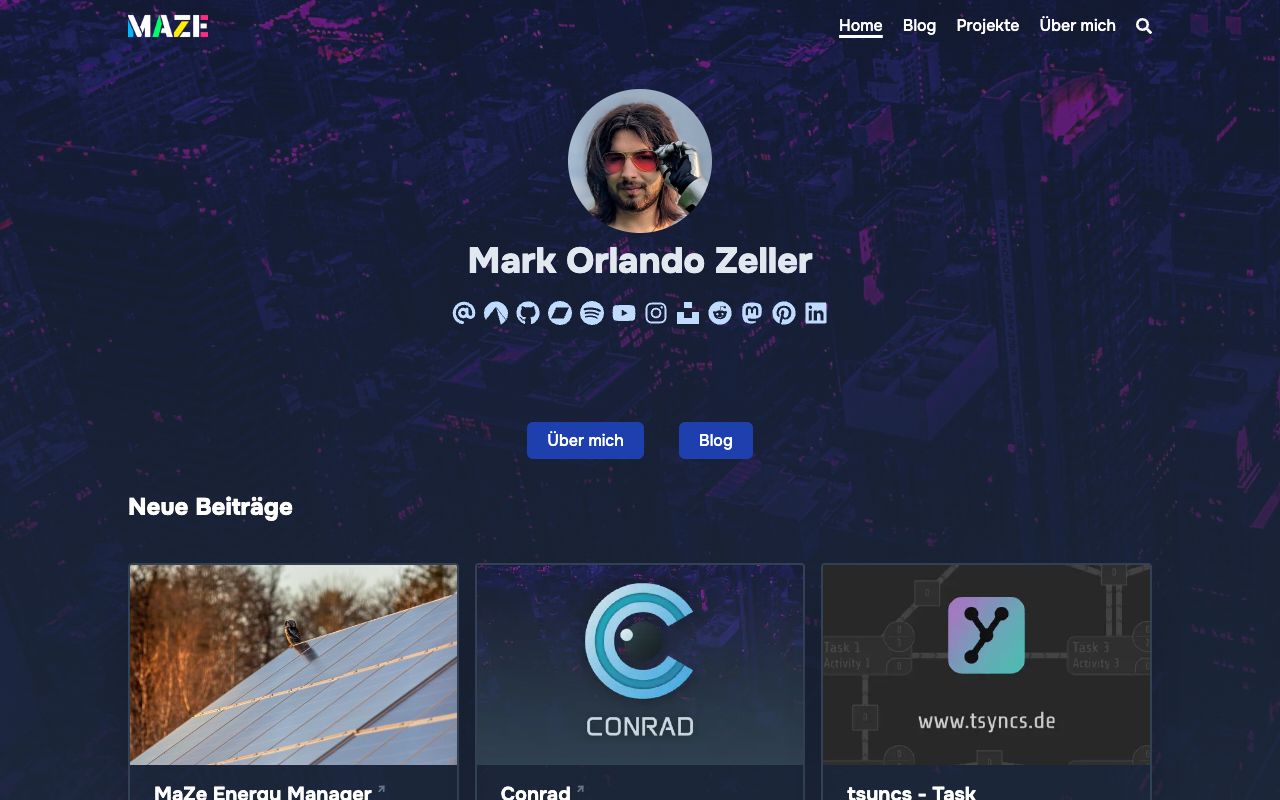 MAZE
Home Blog Projekte Über mich
Mark Orlando Zeller
Über mich Blog
Neue Beiträge
CONRAD
Task 1
Activity 1
Task 3
Activity 3
www.tsyncs.de
MaZe Energy Manager
Conrad
tsyncs - Task